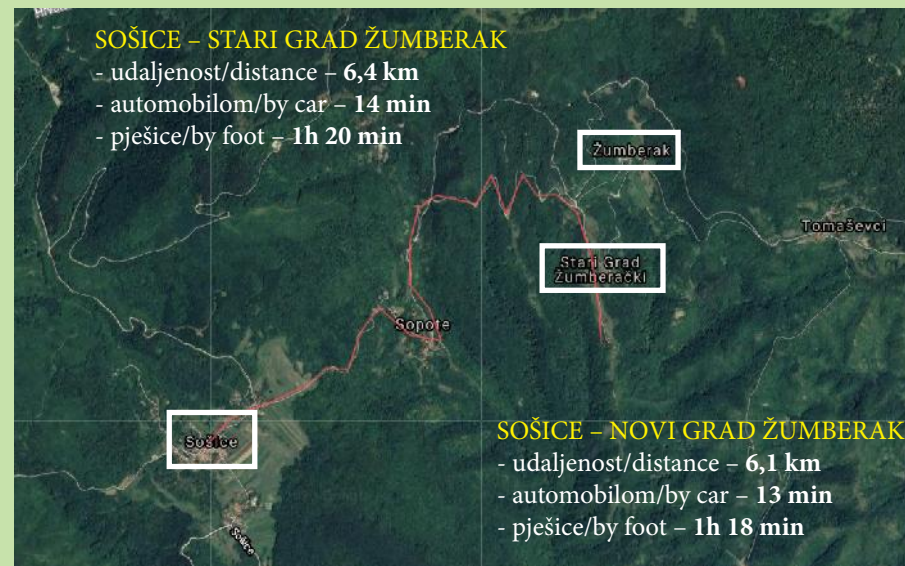 SOŠICE – STARI GRAD ŽUMBERAK
- udaljenost/distance – 6,4 km
- automobilom/by car – 14 min
- pješice/by foot – 1h 20 min
Žumberak
Tomaševci
Stari Grad
Žumberački
Sopote
Sošice
SOŠICE – NOVI GRAD ŽUMBERAK
- udaljenost/distance – 6,1 km
- automobilom/by car – 13 min
- pješice/by foot – 1h 18 min
Sošice